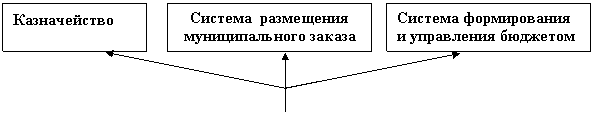 Казначейство
Система размещения
муниципального заказа
Система формирования
и управления бюджетом